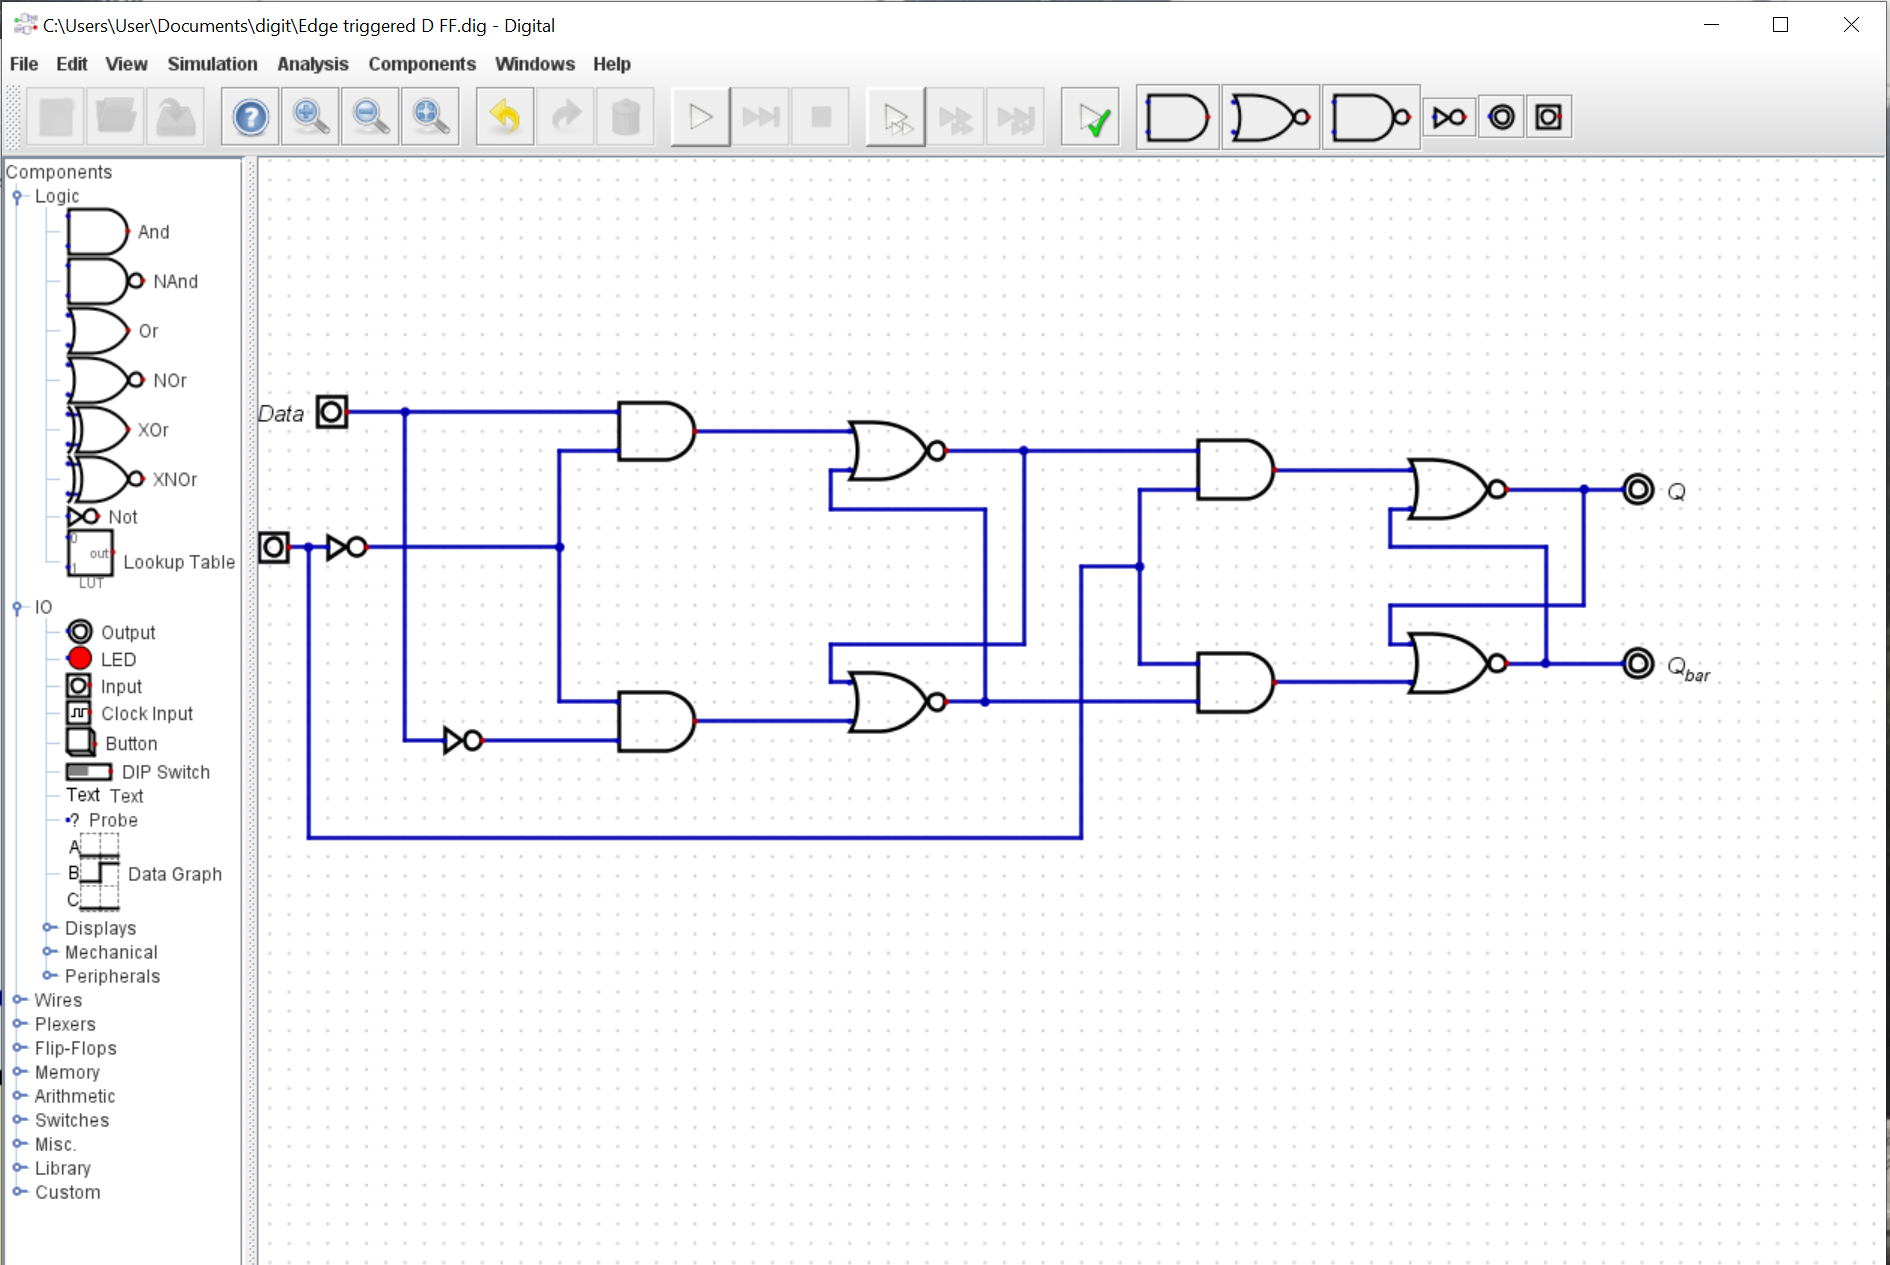 C:\Users\User\Documents\digit\Edge triggered D FF.dig - Digital
File Edit View Simulation Analysis Components Windows Help
Components
Logic
And
NAnd
Or
NOr
XOr
XNOr
Not
0
out
1
LUT
Lookup Table
IO
Output
LED
Input
Clock Input
Button
DIP Switch
Text Text
? Probe
A
B
C
Data Graph
Displays
Mechanical
Peripherals
Wires
Plexers
Flip-Flops
Memory
Arithmetic
Switches
Misc.
Library
Custom
Data
Q
Qbar